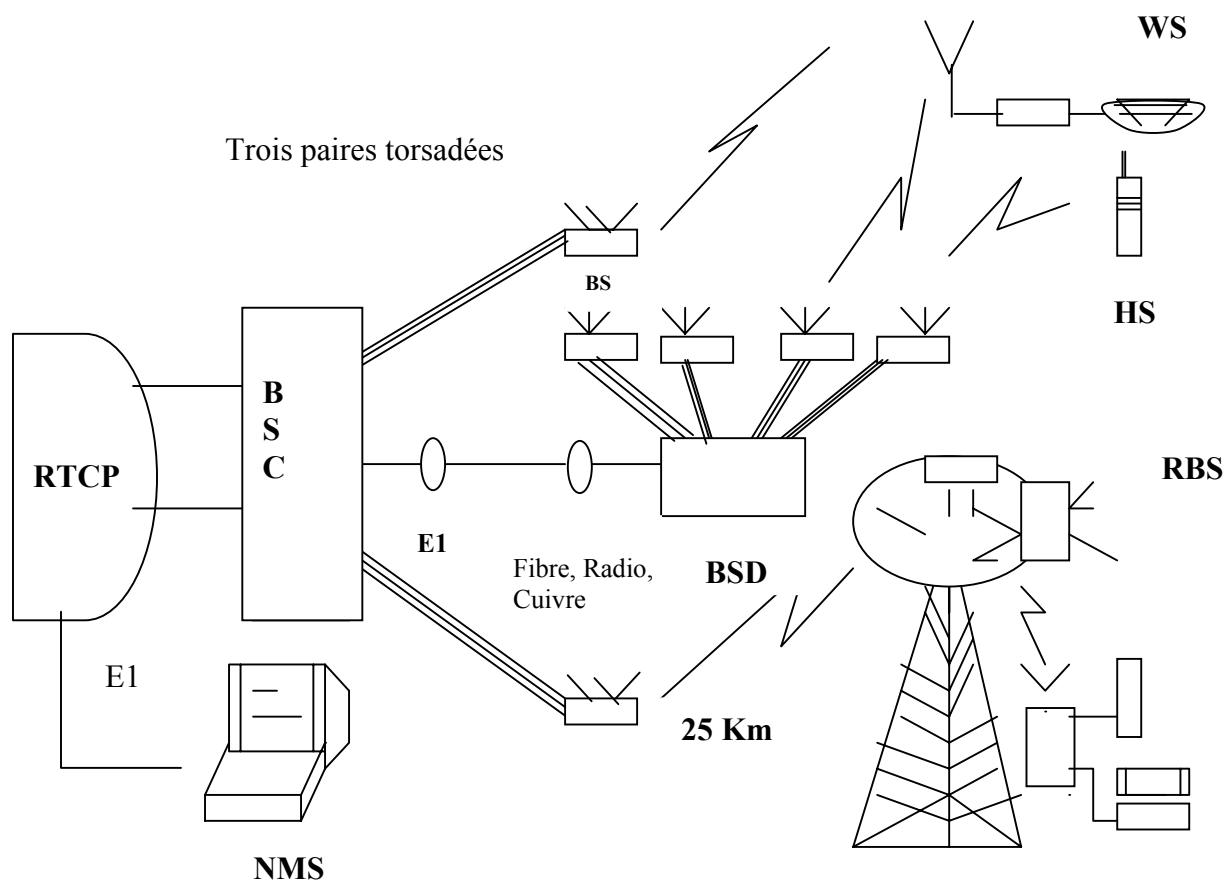 WS
Trois paires torsadées
BS
HS
B
S
C
RTCP
RBS
E1
BSD
Fibre, Radio,
Cuivre
E1
25 Km
NMS